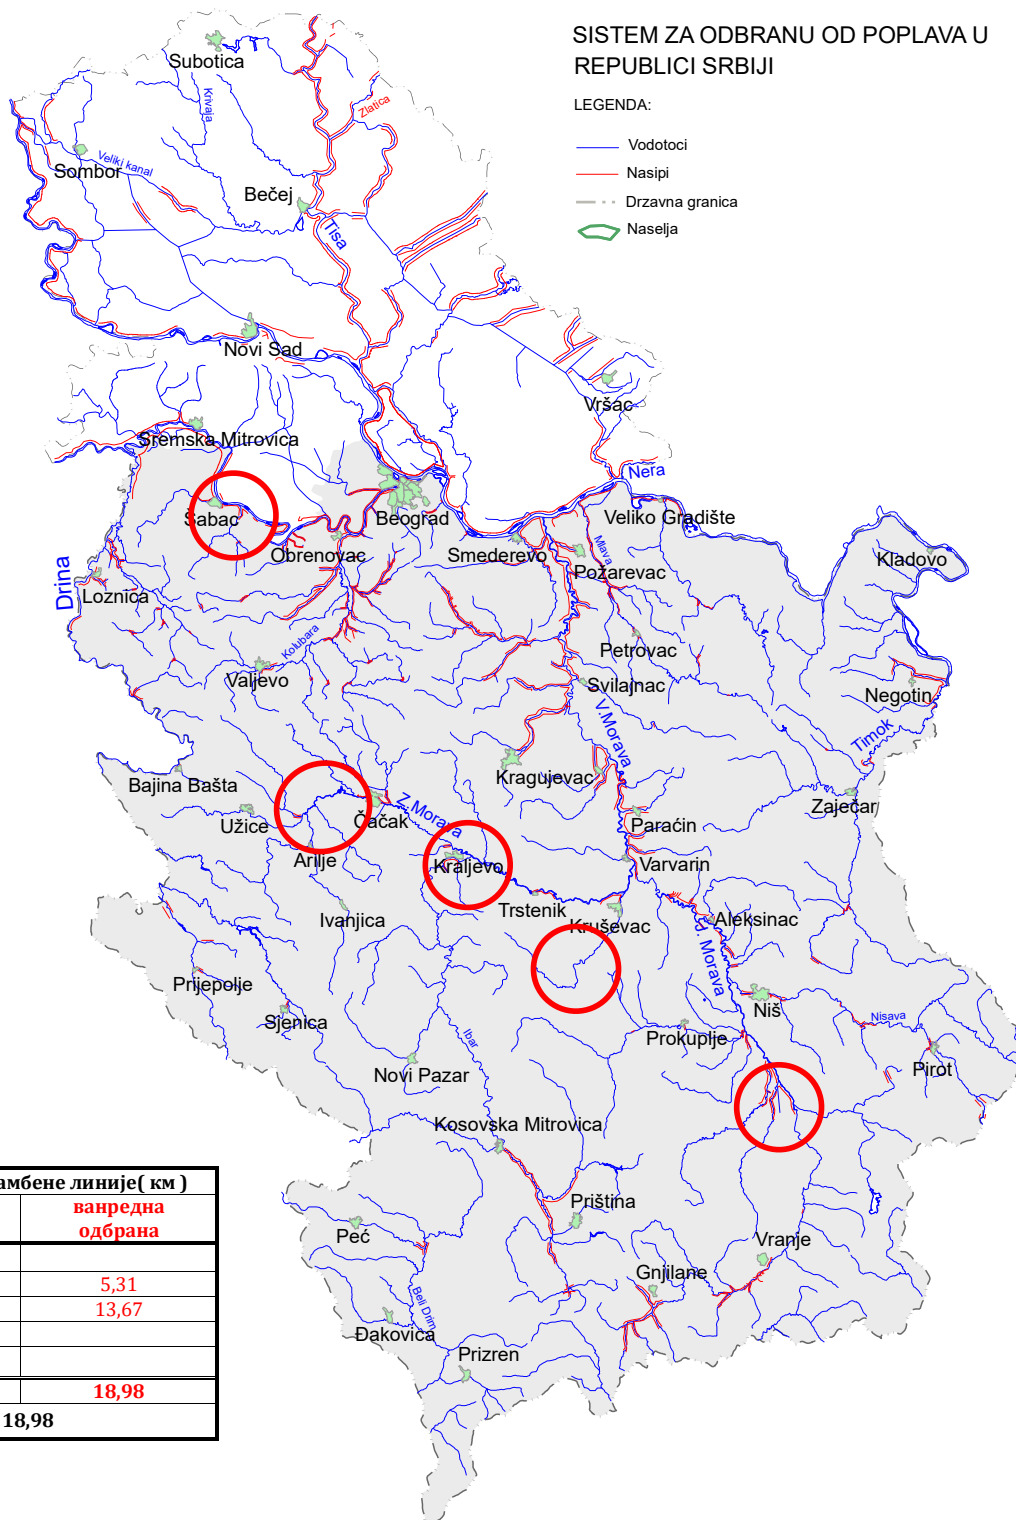 SISTEM ZA ODBRANU OD POPLAVA U
REPUBLICI SRBIJI
LEGENDA:
Vodotoci
Nasipi
Drzavna granica
Naselja
Subotica
Krivaja
Zlatica
Sombor
Veliki kanal
Bečej
Tisa
Novi Sad
Vršac
Sremska Mitrovica
Nera
Šabac
Beograd
Veliko Gradište
Obrenovac
Smederevo
Mlava
Požarevac
Kladovo
Drina
Loznica
Kolubara
Petrovac
Valjevo
Svilajnac
Negotin
V.Morava
Timok
Bajina Bašta
Kragujevac
Zaječar
Užice
Čačak
Z.Morava
Paraćin
Arilje
Kraljevo
Varvarin
Ivanjica
Trstenik
Kruševac
Aleksinac
J. Morava
Prijepolje
Niš
Sjenica
Nisava
Ibar
Prokuplje
Pirot
Novi Pazar
Kosovska Mitrovica
Priština
Peć
Vranje
Gnjilane
Beli Drim
Đakovica
Prizren
амбене линије( км )
ванредна
одбрана
5,31
13,67
18,98
18,98